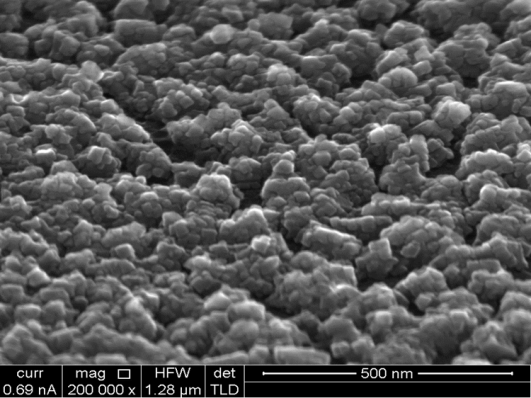 curr mag HFW det 500 nm
0.69 nA 200 000 x 1.28 µm TLD